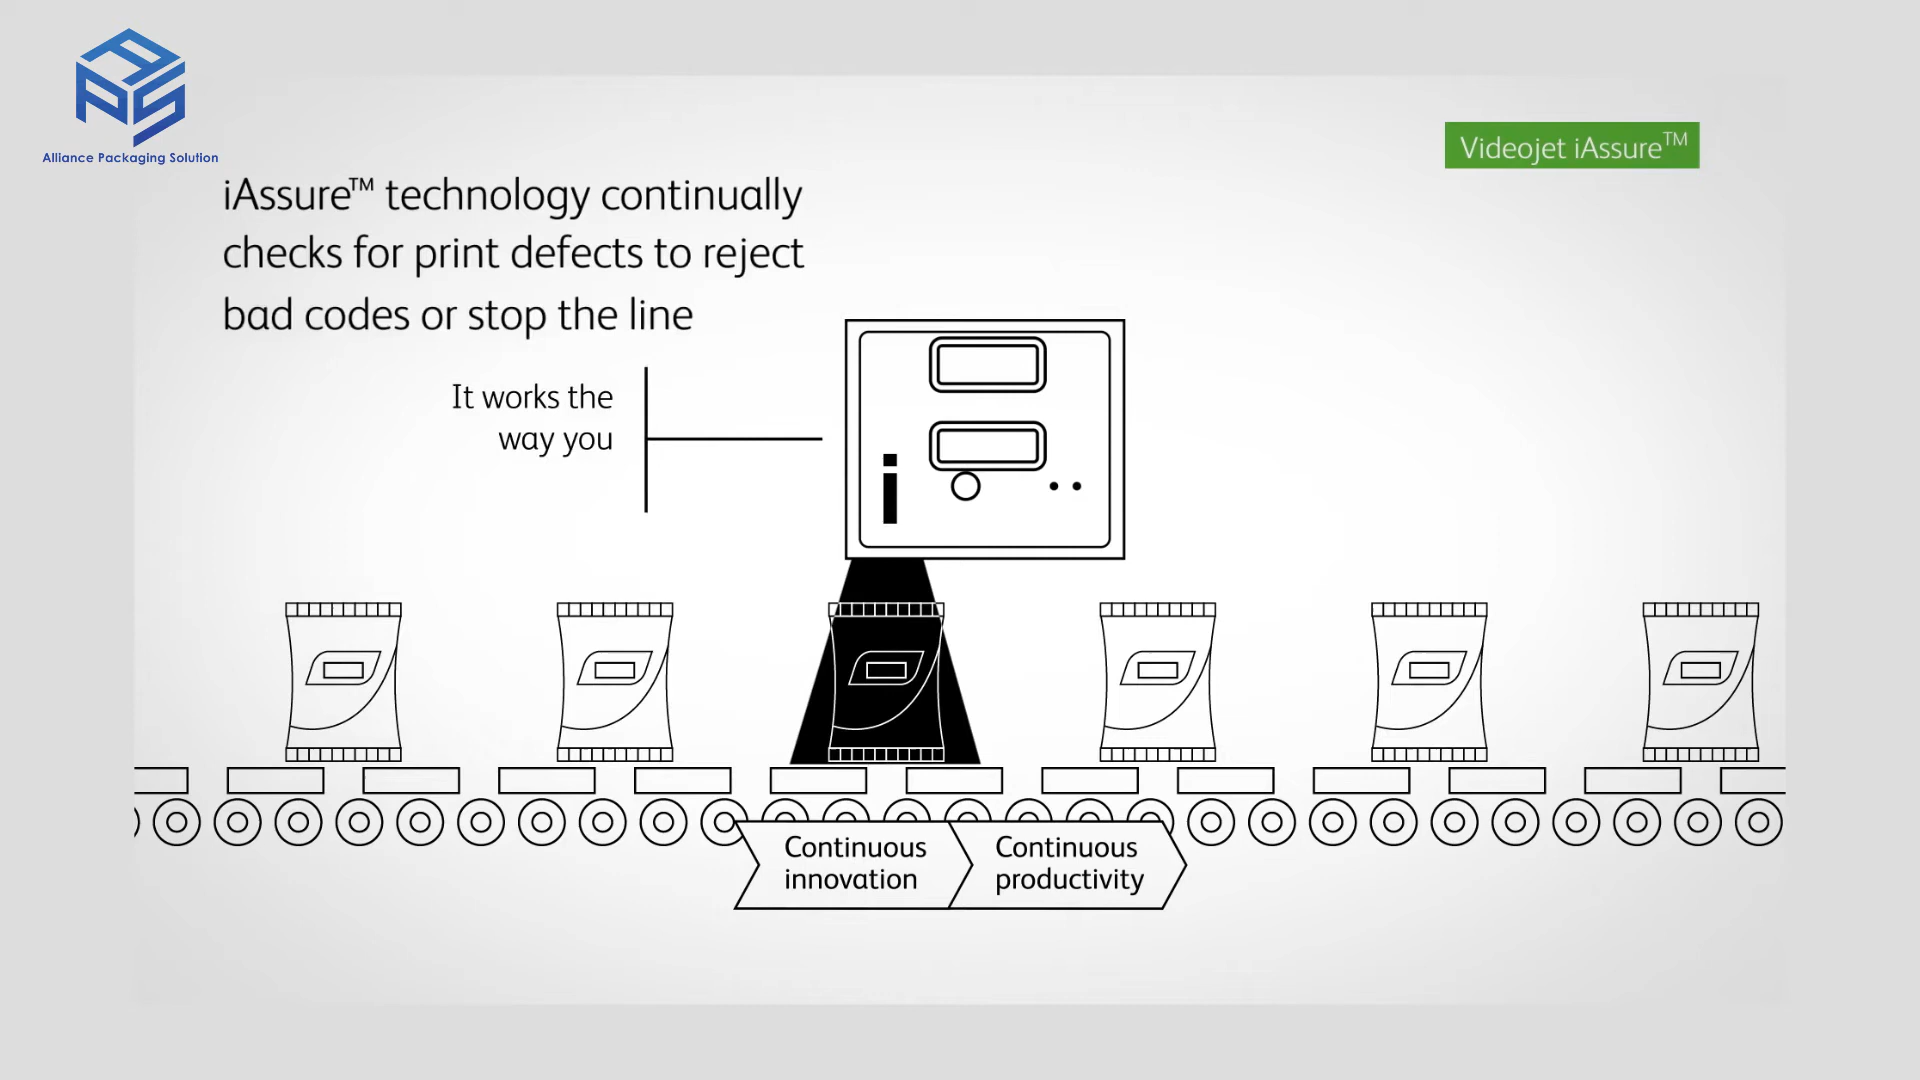 APS
Alliance Packaging Solution
Videojet iAssure™
iAssure™ technology continually
checks for print defects to reject
bad codes or stop the line
It works the
way you
i
Continuous
innovation
Continuous
productivity